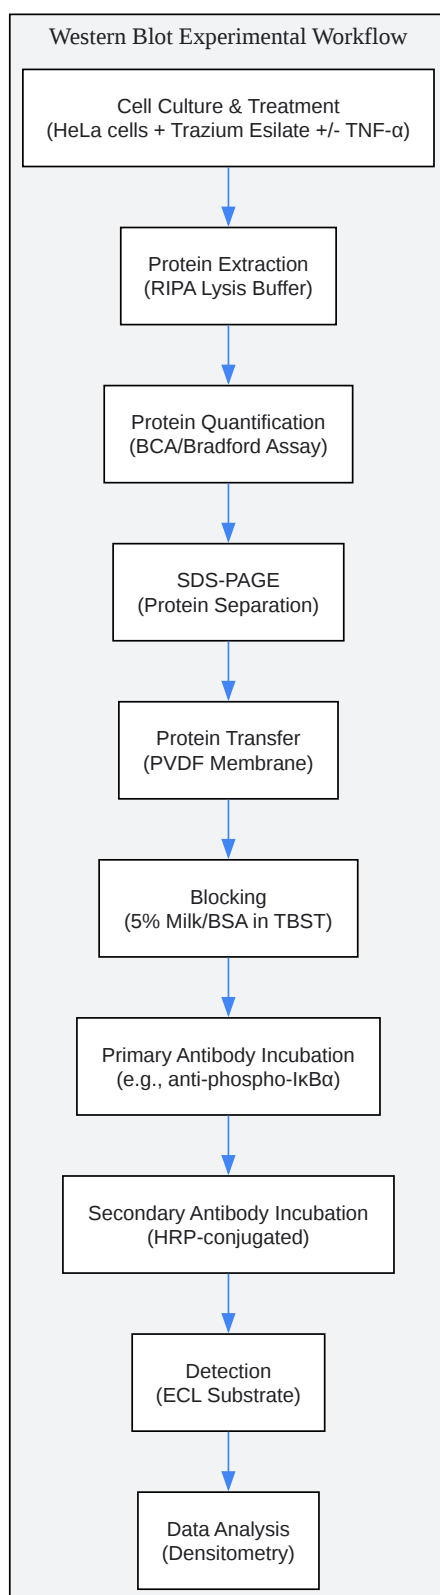 Western Blot Experimental Workflow
Cell Culture & Treatment
(HeLa cells + Trazium Esilate +/- TNF-α)
Protein Extraction
(RIPA Lysis Buffer)
Protein Quantification
(BCA/Bradford Assay)
SDS-PAGE
(Protein Separation)
Protein Transfer
(PVDF Membrane)
Blocking
(5% Milk/BSA in TBST)
Primary Antibody Incubation
(e.g., anti-phospho-IκBα)
Secondary Antibody Incubation
(HRP-conjugated)
Detection
(ECL Substrate)
Data Analysis
(Densitometry)